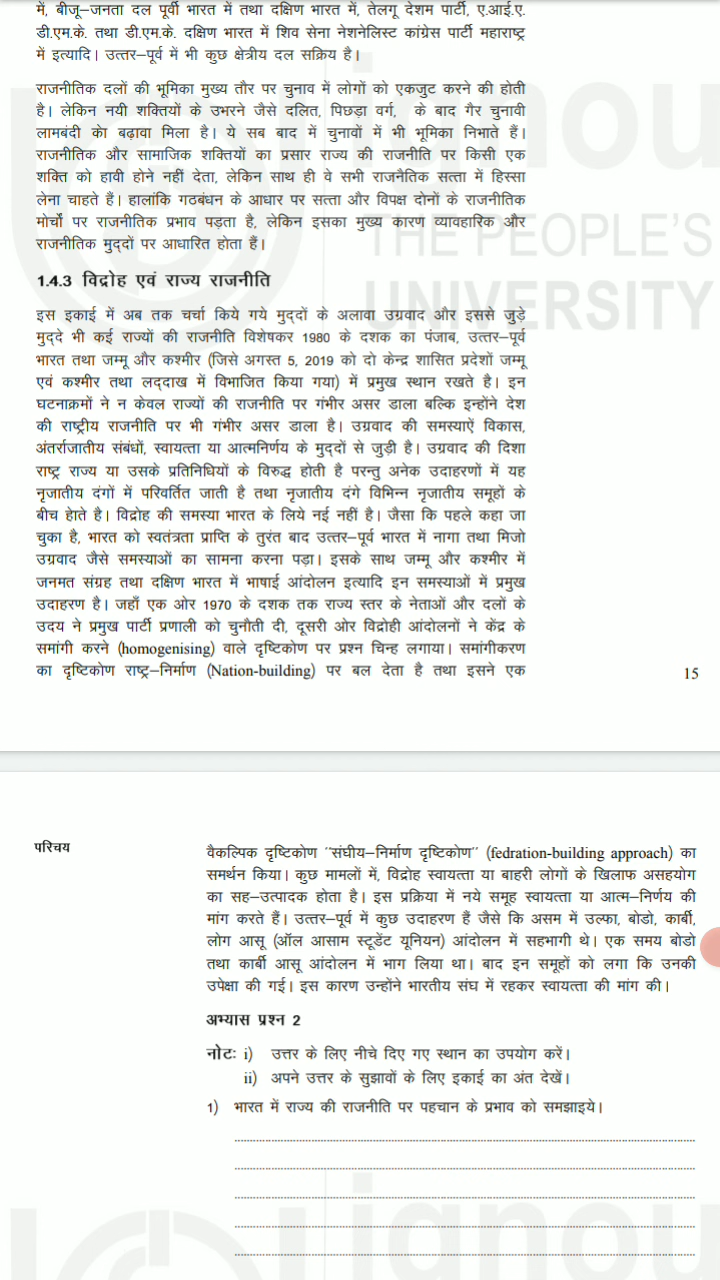 में, बीजू–जनता दल पूर्वी भारत में तथा दक्षिण भारत में, तेलगू देशम पार्टी, ए.आई.ए.
डी.एम.के. तथा डी.एम.के. दक्षिण भारत में शिव सेना नेशनेलिस्ट कांग्रेस पार्टी महाराष्ट्र
में इत्यादि। उत्तर–पूर्व में भी कुछ क्षेत्रीय दल सक्रिय है।
राजनीतिक दलों की भूमिका मुख्य तौर पर चुनाव में लोगों को एकजुट करने की होती
है। लेकिन नयी शक्तियों के उभरने जैसे दलित, पिछड़ा वर्ग, के बाद गैर चुनावी
लामबंदी को बढ़ावा मिला है। ये सब बाद में चुनावों में भी भूमिका निभाते हैं।
राजनीतिक और सामाजिक शक्तियों का प्रसार राज्य की राजनीति पर किसी एक
शक्ति को हावी होने नहीं देता, लेकिन साथ ही वे सभी राजनैतिक सत्ता में हिस्सा
लेना चाहते हैं। हालांकि गठबंधन के आधार पर सत्ता और विपक्ष दोनों के राजनीतिक
मोर्चो पर राजनीतिक प्रभाव पड़ता है, लेकिन इसका मुख्य कारण व्यावहारिक और
राजनीतिक मुद्दों पर आधारित होता हैं।
ignou
THE PEOPLE'S
UNIVERSITY
1.4.3 विद्रोह एवं राज्य राजनीति
इस इकाई में अब तक चर्चा किये गये मुद्दों के अलावा उग्रवाद और इससे जुड़े
मुद्दे भी कई राज्यों की राजनीति विशेषकर 1980 के दशक का पंजाब, उत्तर–पूर्व
भारत तथा जम्मू और कश्मीर (जिसे अगस्त 5, 2019 को दो केन्द्र शासित प्रदेशों जम्मू
एवं कश्मीर तथा लद्दाख में विभाजित किया गया) में प्रमुख स्थान रखते है। इन
घटनाक्रमों ने न केवल राज्यों की राजनीति पर गंभीर असर डाला बल्कि इन्होंने देश
की राष्ट्रीय राजनीति पर भी गंभीर असर डाला है। उग्रवाद की समस्याऐं विकास,
अंतर्राजातीय संबंधों, स्वायत्ता या आत्मनिर्णय के मुद्दों से जुड़ी है। उग्रवाद की दिशा
राष्ट्र राज्य या उसके प्रतिनिधियों के विरुद्ध होती है परन्तु अनेक उदाहरणों में यह
नृजातीय दंगों में परिवर्तित जाती है तथा नृजातीय दंगे विभिन्न नृजातीय समूहों के
बीच होते है। विद्रोह की समस्या भारत के लिये नई नहीं है। जैसा कि पहले कहा जा
चुका है, भारत को स्वतंत्रता प्राप्ति के तुरंत बाद उत्तर–पूर्व भारत में नागा तथा मिजो
उग्रवाद जैसे समस्याओं का सामना करना पड़ा। इसके साथ जम्मू और कश्मीर में
जनमत संग्रह तथा दक्षिण भारत में भाषाई आंदोलन इत्यादि इन समस्याओं में प्रमुख
उदाहरण है। जहाँ एक ओर 1970 के दशक तक राज्य स्तर के नेताओं और दलों के
उदय ने प्रमुख पार्टी प्रणाली को चुनौती दी, दूसरी ओर विद्रोही आंदोलनों ने केंद्र के
समांगी करने (homogenising) वाले दृष्टिकोण पर प्रश्न चिन्ह लगाया। समांगीकरण
का दृष्टिकोण राष्ट्र–निर्माण (Nation-building) पर बल देता है तथा इसने एक
15
परिचय
वैकल्पिक दृष्टिकोण "संघीय–निर्माण दृष्टिकोण" (fedration-building approach) का
समर्थन किया। कुछ मामलों में, विद्रोह स्वायत्ता या बाहरी लोगों के खिलाफ असहयोग
का सह–उत्पादक होता है। इस प्रक्रिया में नये समूह स्वायत्ता या आत्म–निर्णय की
मांग करते हैं। उत्तर–पूर्व में कुछ उदाहरण हैं जैसे कि असम में उल्फा, बोडो, कार्बी,
लोग आसू (ऑल आसाम स्टूडेंट यूनियन) आंदोलन में सहभागी थे। एक समय बोडो
तथा कार्बी आसू आंदोलन में भाग लिया था। बाद इन समूहों को लगा कि उनकी
उपेक्षा की गई। इस कारण उन्होंने भारतीय संघ में रहकर स्वायत्ता की मांग की।
अभ्यास प्रश्न 2
नोटः i) उत्तर के लिए नीचे दिए गए स्थान का उपयोग करें।
ii) अपने उत्तर के सुझावों के लिए इकाई का अंत देखें।
1) भारत में राज्य की राजनीति पर पहचान के प्रभाव को समझाइये।
ignou